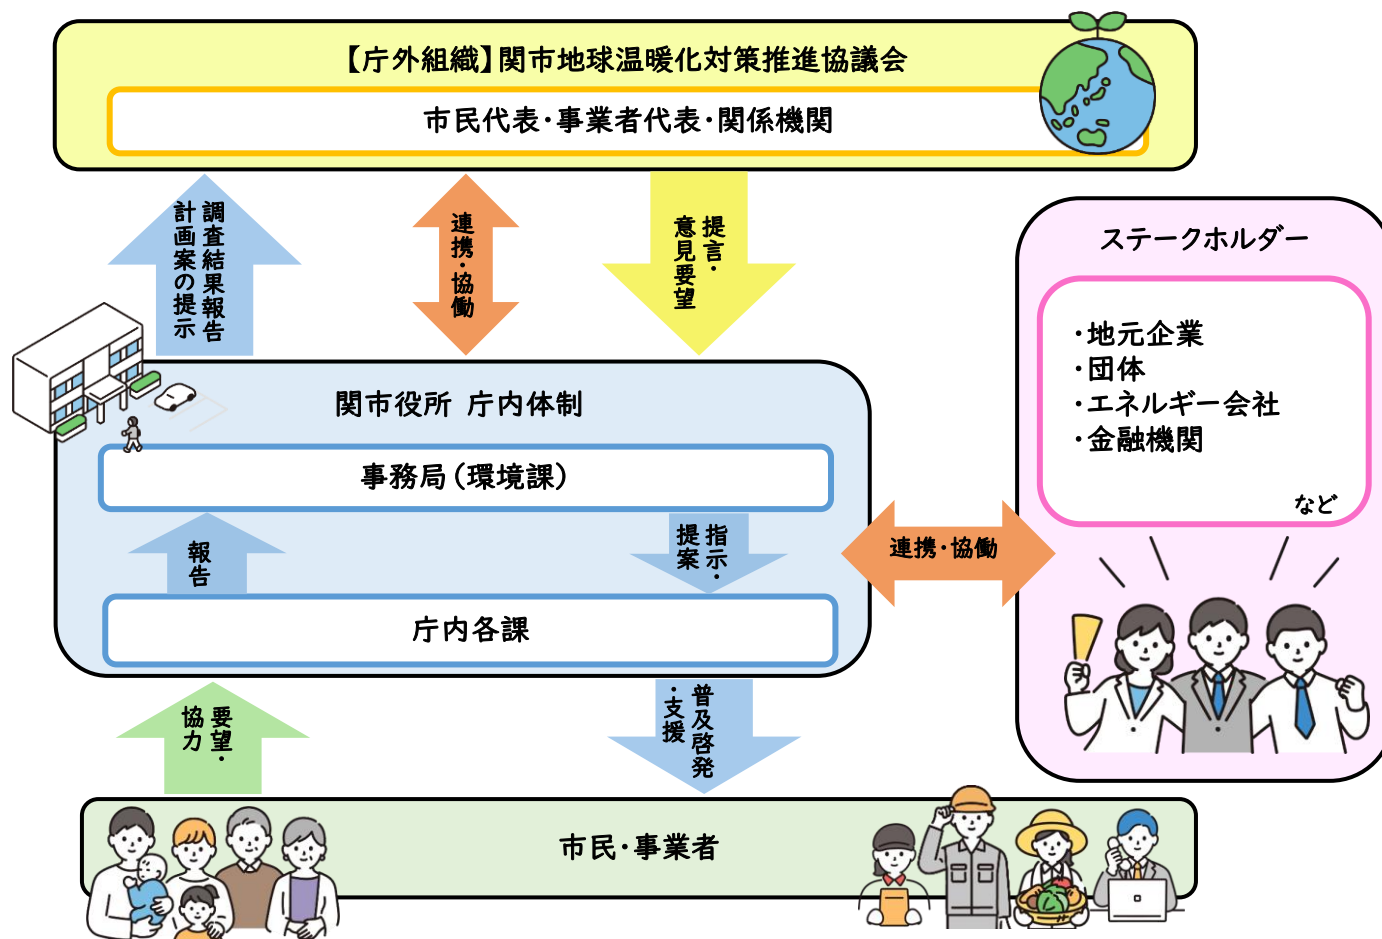 【庁外組織】関市地球温暖化対策推進協議会
市民代表・事業者代表・関係機関
調査結果報告
計画案の提示
連携・協働
提言・
意見要望
ステークホルダー
・地元企業
・団体
・エネルギー会社
・金融機関
など
関市役所 庁内体制
事務局（環境課）
報告
指示・
提案
連携・協働
庁内各課
要望・
協力
普及啓発
・支援
市民・事業者